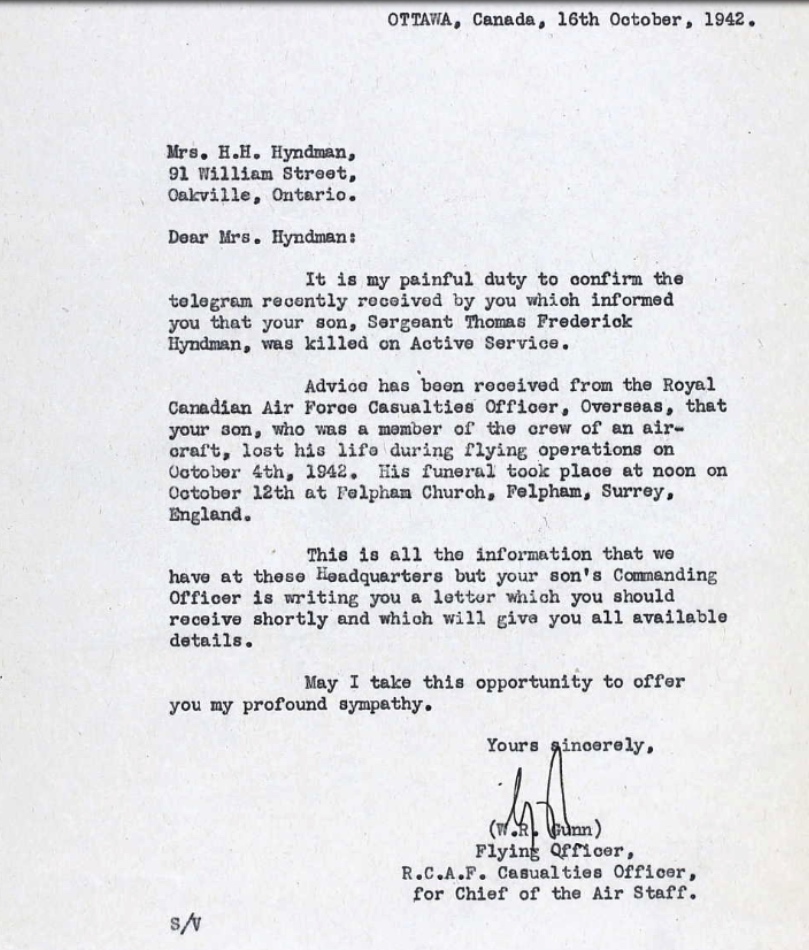 OTTAWA, Canada, 16th October, 1942.
Mrs. H.H. Hyndman,
91 William Street,
Oakville, Ontario.
Dear Mrs. Hyndman:
It is my painful duty to confirm the
telegram recently received by you which informed
you that your son, Sergeant Thomas Frederick
Hyndman, was killed on Active Service.
Advice has been received from the Royal
Canadian Air Force Casualties Officer, Overseas, that
your son, who was a member of the crew of an air-
craft, lost his life during flying operations on
October 4th, 1942. His funeral took place at noon on
October 12th at Felpham Church, Felpham, Surrey,
England.
This is all the information that we
have at these Headquarters but your son's Commanding
Officer is writing you a letter which you should
receive shortly and which will give you all available
details.
May I take this opportunity to offer
you my profound sympathy.
Yours sincerely,
(W.R. Gunn)
Flying Officer,
R.C.A.F. Casualties Officer,
for Chief of the Air Staff.
S/V